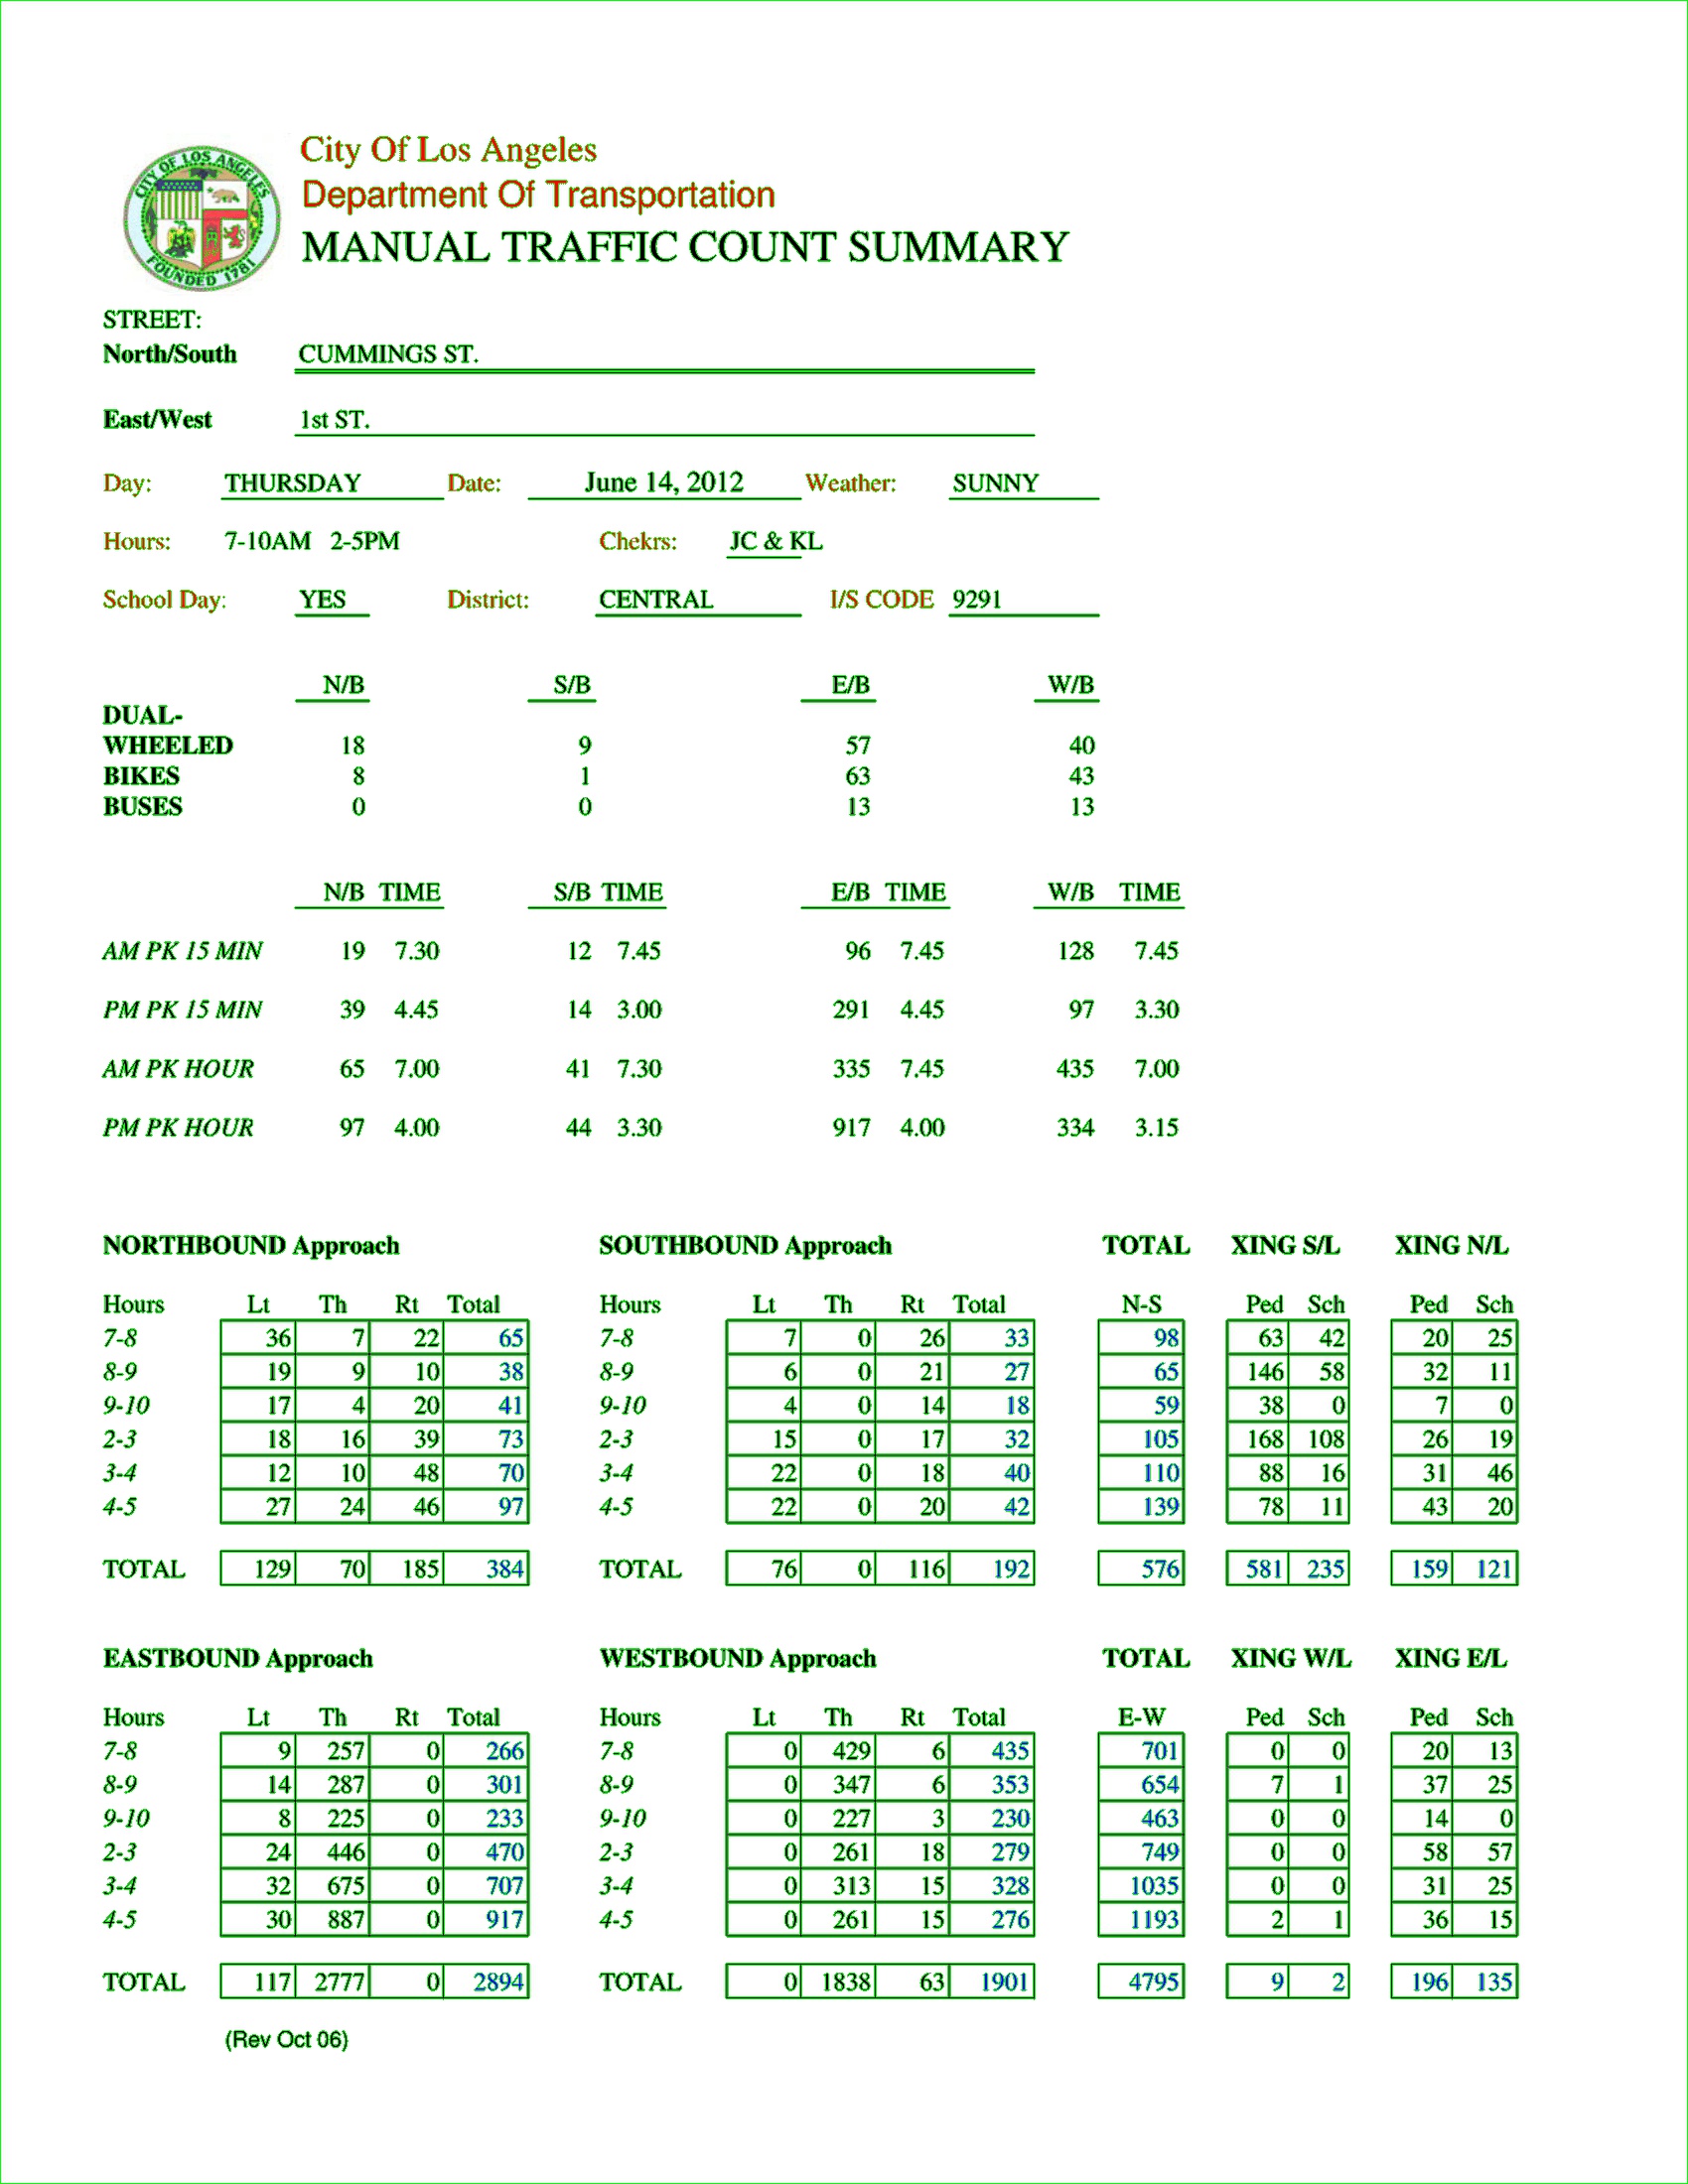 CITY OF LOS ANGELES
FOUNDED 1781
City Of Los Angeles
Department Of Transportation
MANUAL TRAFFIC COUNT SUMMARY
STREET:
North/South CUMMINGS ST.
East/West 1st ST.
Day: THURSDAY Date: June 14, 2012 Weather: SUNNY
Hours: 7-10AM 2-5PM Chekrs: JC & KL
School Day: YES District: CENTRAL I/S CODE 9291
N/B S/B E/B W/B
DUAL-
WHEELED 18 9 57 40
BIKES 8 1 63 43
BUSES 0 0 13 13
N/B TIME S/B TIME E/B TIME W/B TIME
AM PK 15 MIN 19 7.30 12 7.45 96 7.45 128 7.45
PM PK 15 MIN 39 4.45 14 3.00 291 4.45 97 3.30
AM PK HOUR 65 7.00 41 7.30 335 7.45 435 7.00
PM PK HOUR 97 4.00 44 3.30 917 4.00 334 3.15
NORTHBOUND Approach SOUTHBOUND Approach TOTAL XING S/L XING N/L
Hours Lt Th Rt Total Hours Lt Th Rt Total N-S Ped Sch Ped Sch
7-8 36 7 22 65 7-8 7 0 26 33 98 63 42 20 25
8-9 19 9 10 38 8-9 6 0 21 27 65 146 58 32 11
9-10 17 4 20 41 9-10 4 0 14 18 59 38 0 7 0
2-3 18 16 39 73 2-3 15 0 17 32 105 168 108 26 19
3-4 12 10 48 70 3-4 22 0 18 40 110 88 16 31 46
4-5 27 24 46 97 4-5 22 0 20 42 139 78 11 43 20
TOTAL 129 70 185 384 TOTAL 76 0 116 192 576 581 235 159 121
EASTBOUND Approach WESTBOUND Approach TOTAL XING W/L XING E/L
Hours Lt Th Rt Total Hours Lt Th Rt Total E-W Ped Sch Ped Sch
7-8 9 257 0 266 7-8 0 429 6 435 701 0 0 20 13
8-9 14 287 0 301 8-9 0 347 6 353 654 7 1 37 25
9-10 8 225 0 233 9-10 0 227 3 230 463 0 0 14 0
2-3 24 446 0 470 2-3 0 261 18 279 749 0 0 58 57
3-4 32 675 0 707 3-4 0 313 15 328 1035 0 0 31 25
4-5 30 887 0 917 4-5 0 261 15 276 1193 2 1 36 15
TOTAL 117 2777 0 2894 TOTAL 0 1838 63 1901 4795 9 2 196 135
(Rev Oct 06)